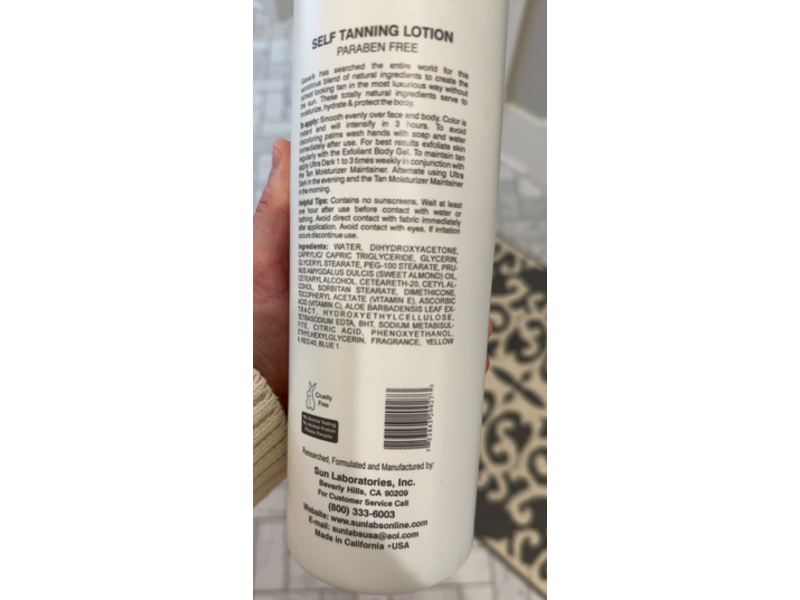 SELF TANNING LOTION
PARABEN FREE
has searched the entire world for this
wondrous blend of natural ingredients to create the
richest looking tan in the most luxurious way without
the sun. These totally natural ingredients serve to
moisturize, hydrate & protect the body.
To apply: Smooth evenly over face and body. Color is
instant and will intensify in 3 hours. To avoid
discoloring palms wash hands with soap and water
immediately after use. For best results exfoliate skin
regularly with the Exfoliant Body Gel. To maintain tan
apply Ultra Dark 1 to 3 times weekly in conjunction with
the Tan Moisturizer Maintainer. Alternate using Ultra
Dark in the evening and the Tan Moisturizer Maintainer
in the morning.
Helpful Tips: Contains no sunscreens. Wait at least
one hour after use before contact with water or
bathing. Avoid direct contact with fabric immediately
after application. Avoid contact with eyes. If irritation
occurs discontinue use.
Ingredients: WATER, DIHYDROXYACETONE,
CAPRYLIC/ CAPRIC TRIGLYCERIDE, GLYCERIN,
GLYCERYL STEARATE, PEG-100 STEARATE, PRU-
NUS AMYGDALUS DULCIS (SWEET ALMOND) OIL,
CETEARYL ALCOHOL, CETEARETH-20, CETYL AL-
COHOL, SORBITAN STEARATE, DIMETHICONE,
TOCOPHERYL ACETATE (VITAMIN E), ASCORBIC
ACID (VITAMIN C), ALOE BARBADENSIS LEAF EX-
TRACT, HYDROXYETHYLCELLULOSE,
TETRASODIUM EDTA, BHT, SODIUM METABISUL-
FITE, CITRIC ACID, PHENOXYETHANOL,
ETHYLHEXYLGLYCERIN, FRAGRANCE, YELLOW
RED 40, BLUE 1.
Cruelty
Free
No Animal Testing
No Animal Protein
Researched, Formulated and Manufactured by:
Sun Laboratories, Inc.
Beverly Hills, CA 90209
For Customer Service Call
(800) 333-6003
Website: www.sunlabsonline.com
E-mail: sunlabsusa@aol.com
Made in California • USA